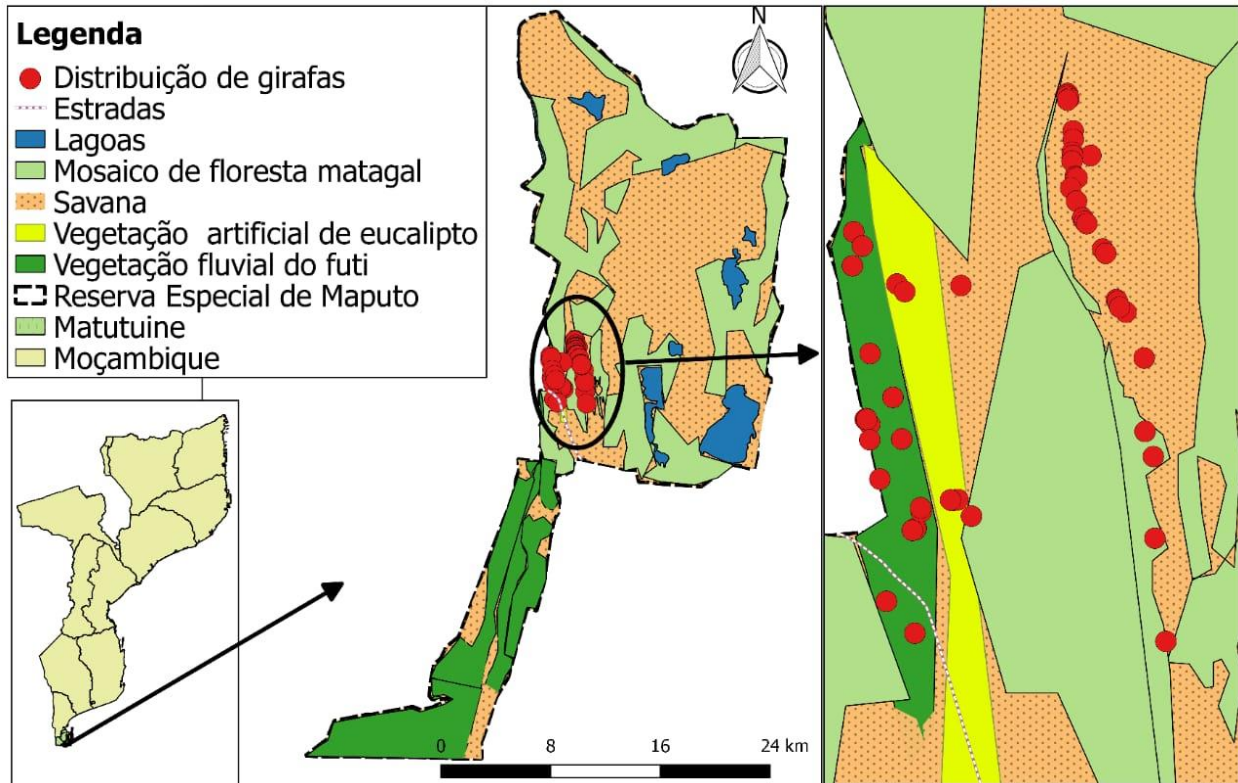 Legenda
Distribuição de girafas
Estradas
Lagoas
Mosaico de floresta matagal
Savana
Vegetação artificial de eucalipto
Vegetação fluvial do futi
Reserva Especial de Maputo
Matutuine
Moçambique
N
0 8 16 24 km